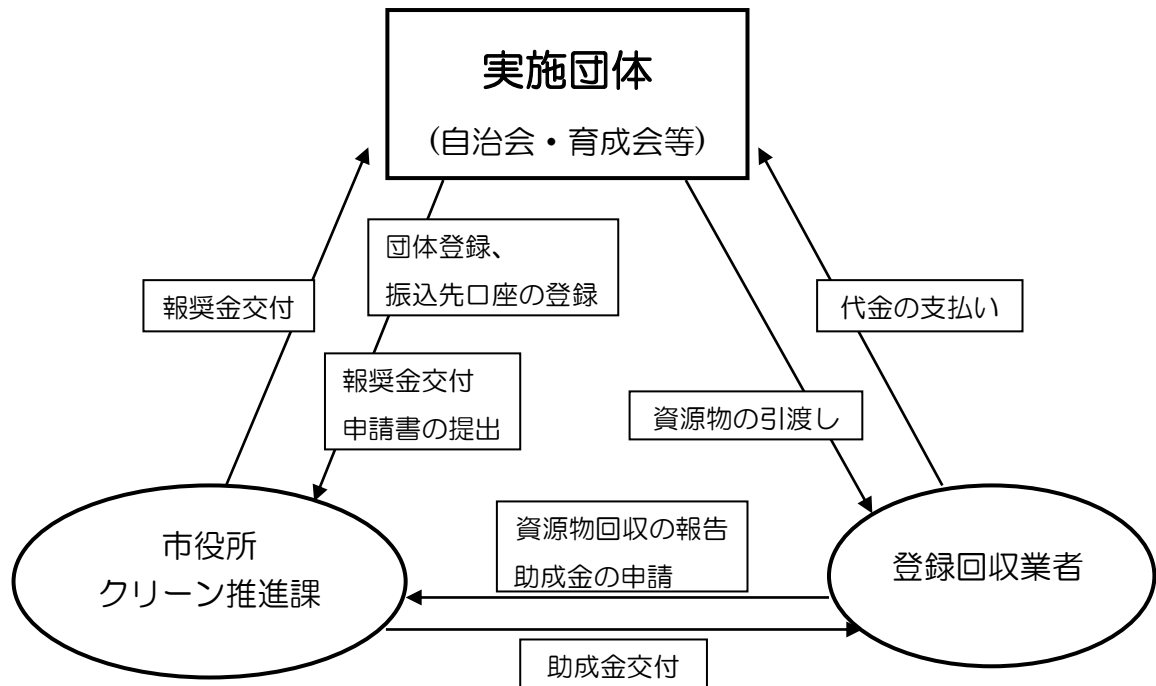 実施団体
(自治会・育成会等)
団体登録、
振込先口座の登録
報奨金交付
代金の支払い
報奨金交付
申請書の提出
資源物の引渡し
資源物回収の報告
助成金の申請
市役所
クリーン推進課
登録回収業者
助成金交付